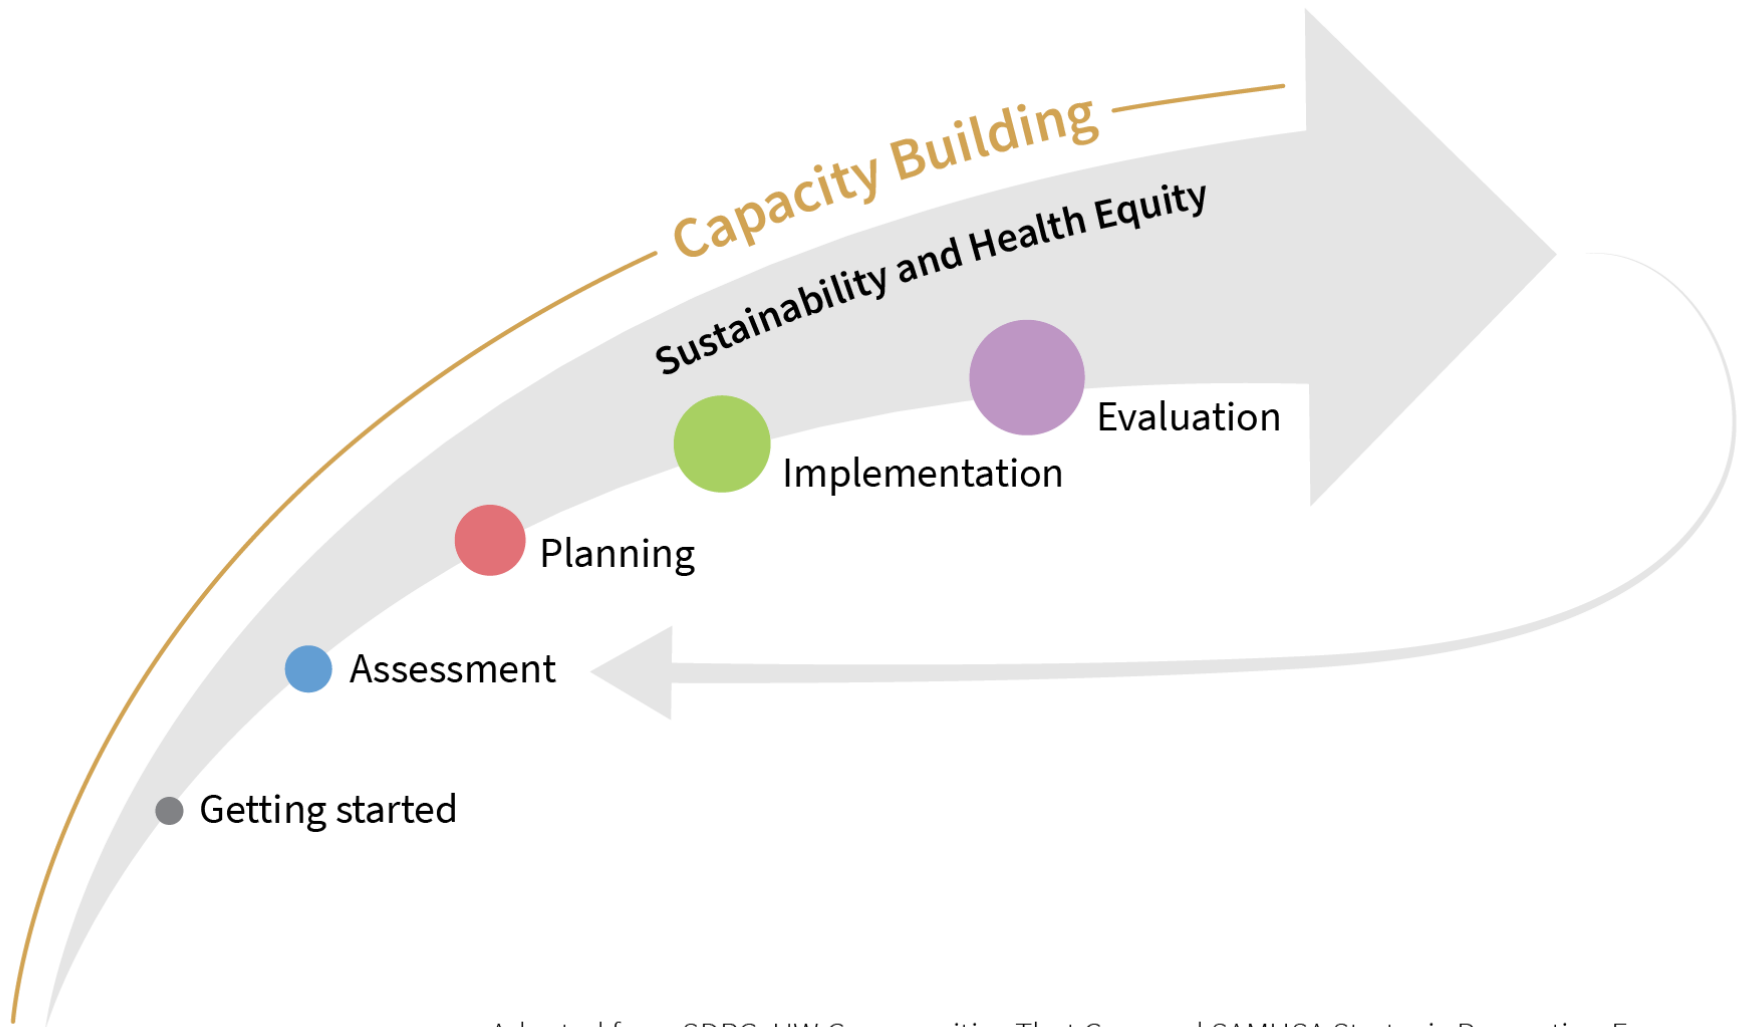 Capacity Building
Sustainability and Health Equity
Evaluation
Implementation
Planning
Assessment
Getting started